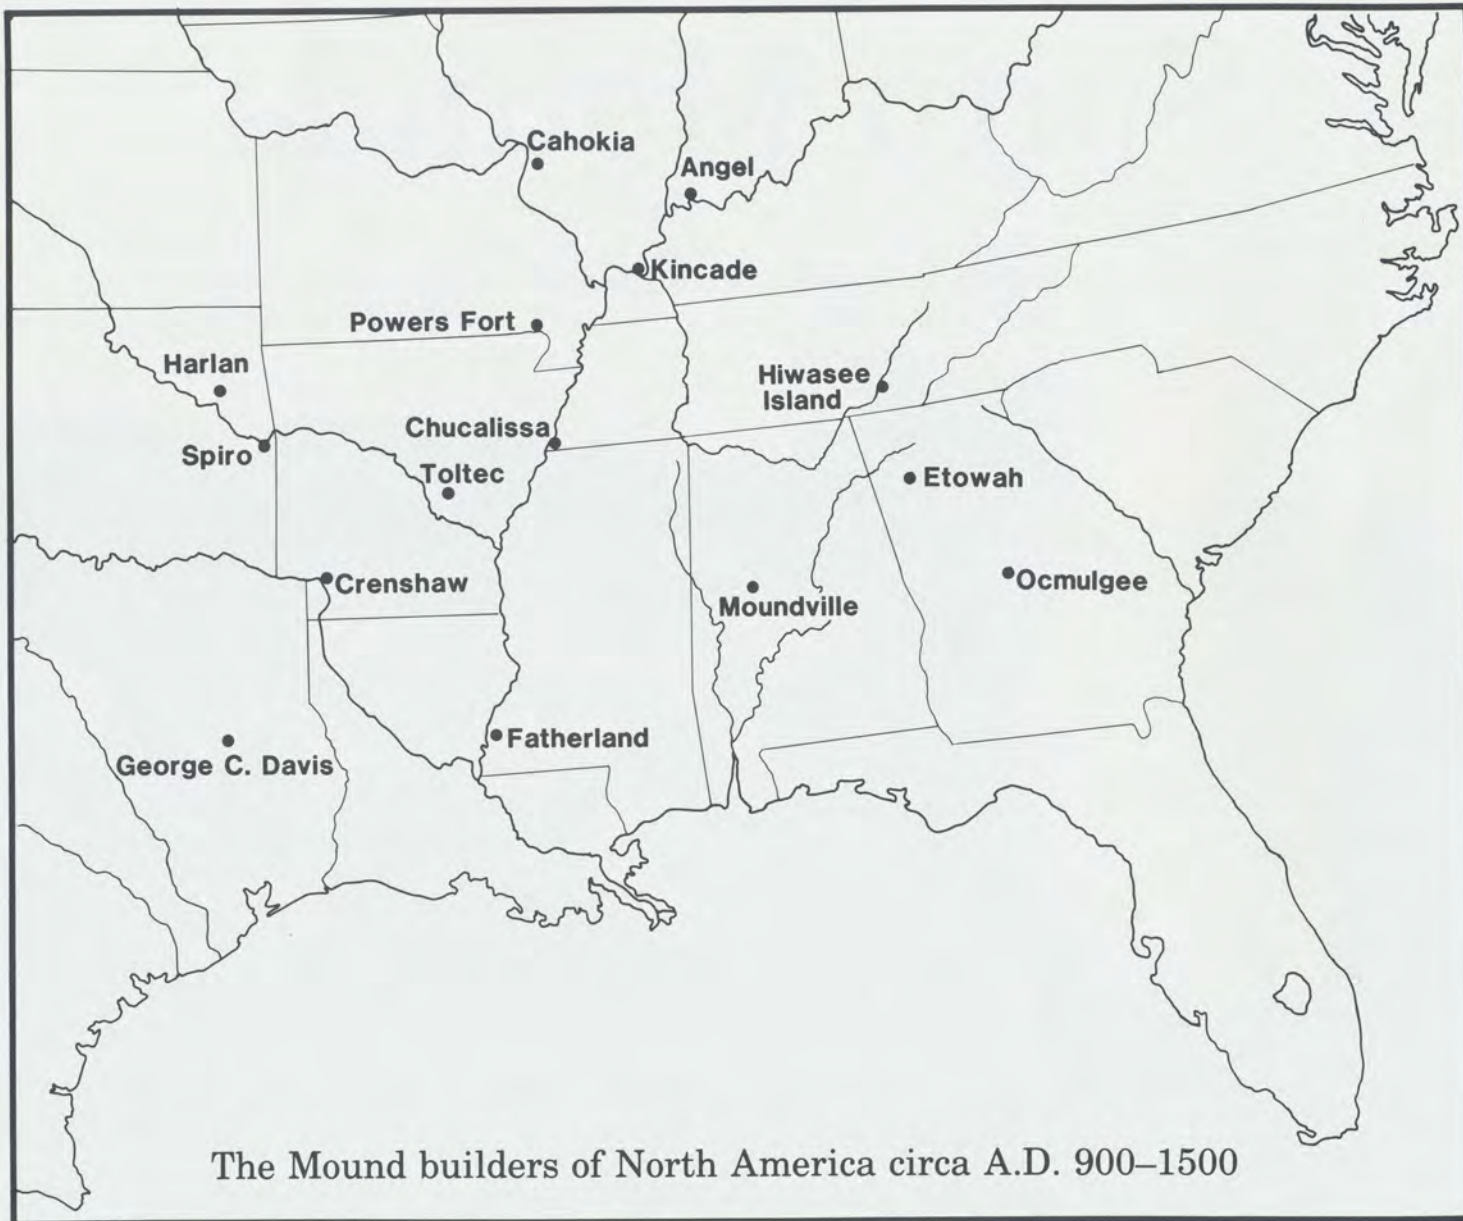 Cahokia
Angel
Kincade
Powers Fort
Harlan
Hiwasee
Island
Chucalissa
Spiro
Toltec
Etowah
Crenshaw
Ocmulgee
Moundville
Fatherland
George C. Davis
The Mound builders of North America circa A.D. 900–1500